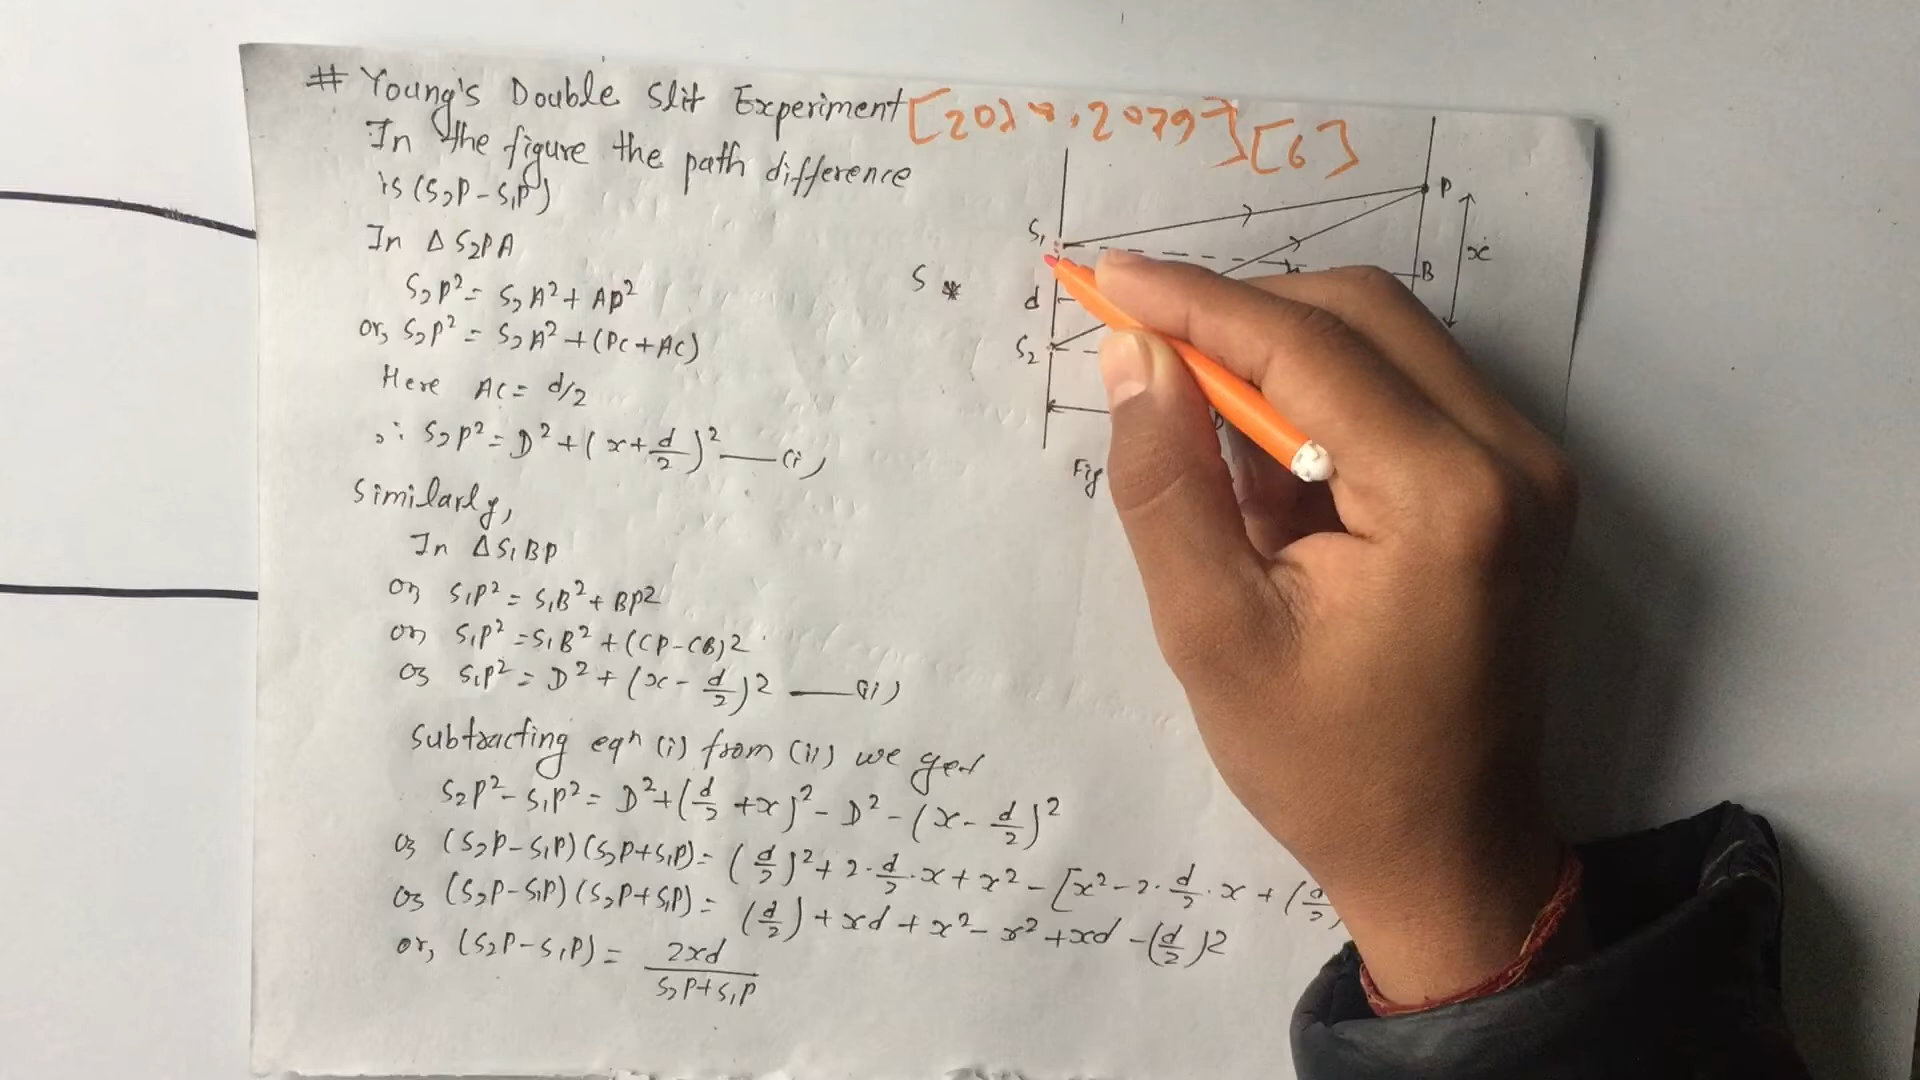 # Young's Double Slit Experiment [2078, 2079] [6]
In the figure the path difference
is (S₂P - S₁P)
In Δ S₂PA
S₂P² = S₂A² + AP²
or, S₂P² = S₂A² + (PC + AC)
Here AC = d/2
∴ S₂P² = D² + (x + d/2)² —— (i)
Similarly,
In ΔS₁BP
or S₁P² = S₁B² + BP²
or S₁P² = S₁B² + (CP - CB)²
or S₁P² = D² + (x - d/2)² —— (ii)
Subtracting eqⁿ (i) from (ii) we get
S₂P² - S₁P² = D² + (d/2 + x)² - D² - (x - d/2)²
or (S₂P - S₁P) (S₂P + S₁P) = (d/2)² + 2·d/2·x + x² - [x² - 2·d/2·x + (d/2)
or (S₂P - S₁P) (S₂P + S₁P) = (d/2) + xd + x² - x² + xd - (d/2)²
or, (S₂P - S₁P) = 2xd / S₂P + S₁P
P
S₁
x
B
S
d
S₂
D
Fig